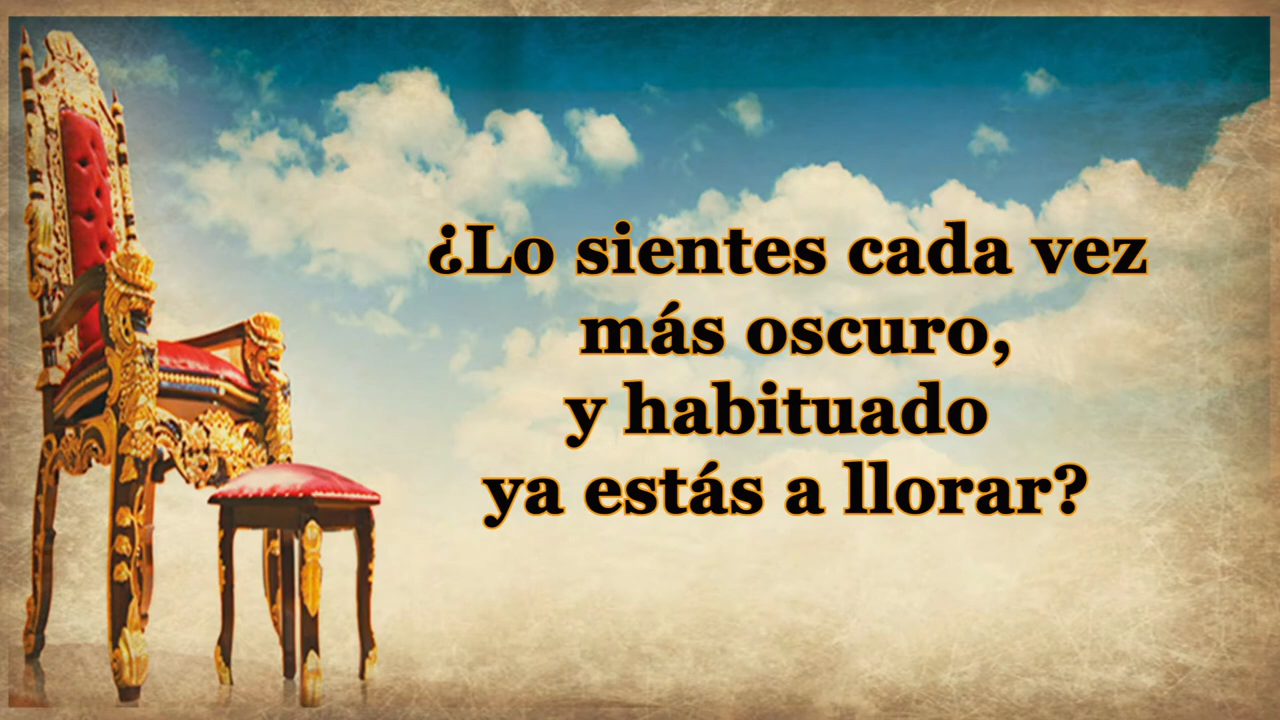 ¿Lo sientes cada vez
más oscuro,
y habituado
ya estás a llorar?